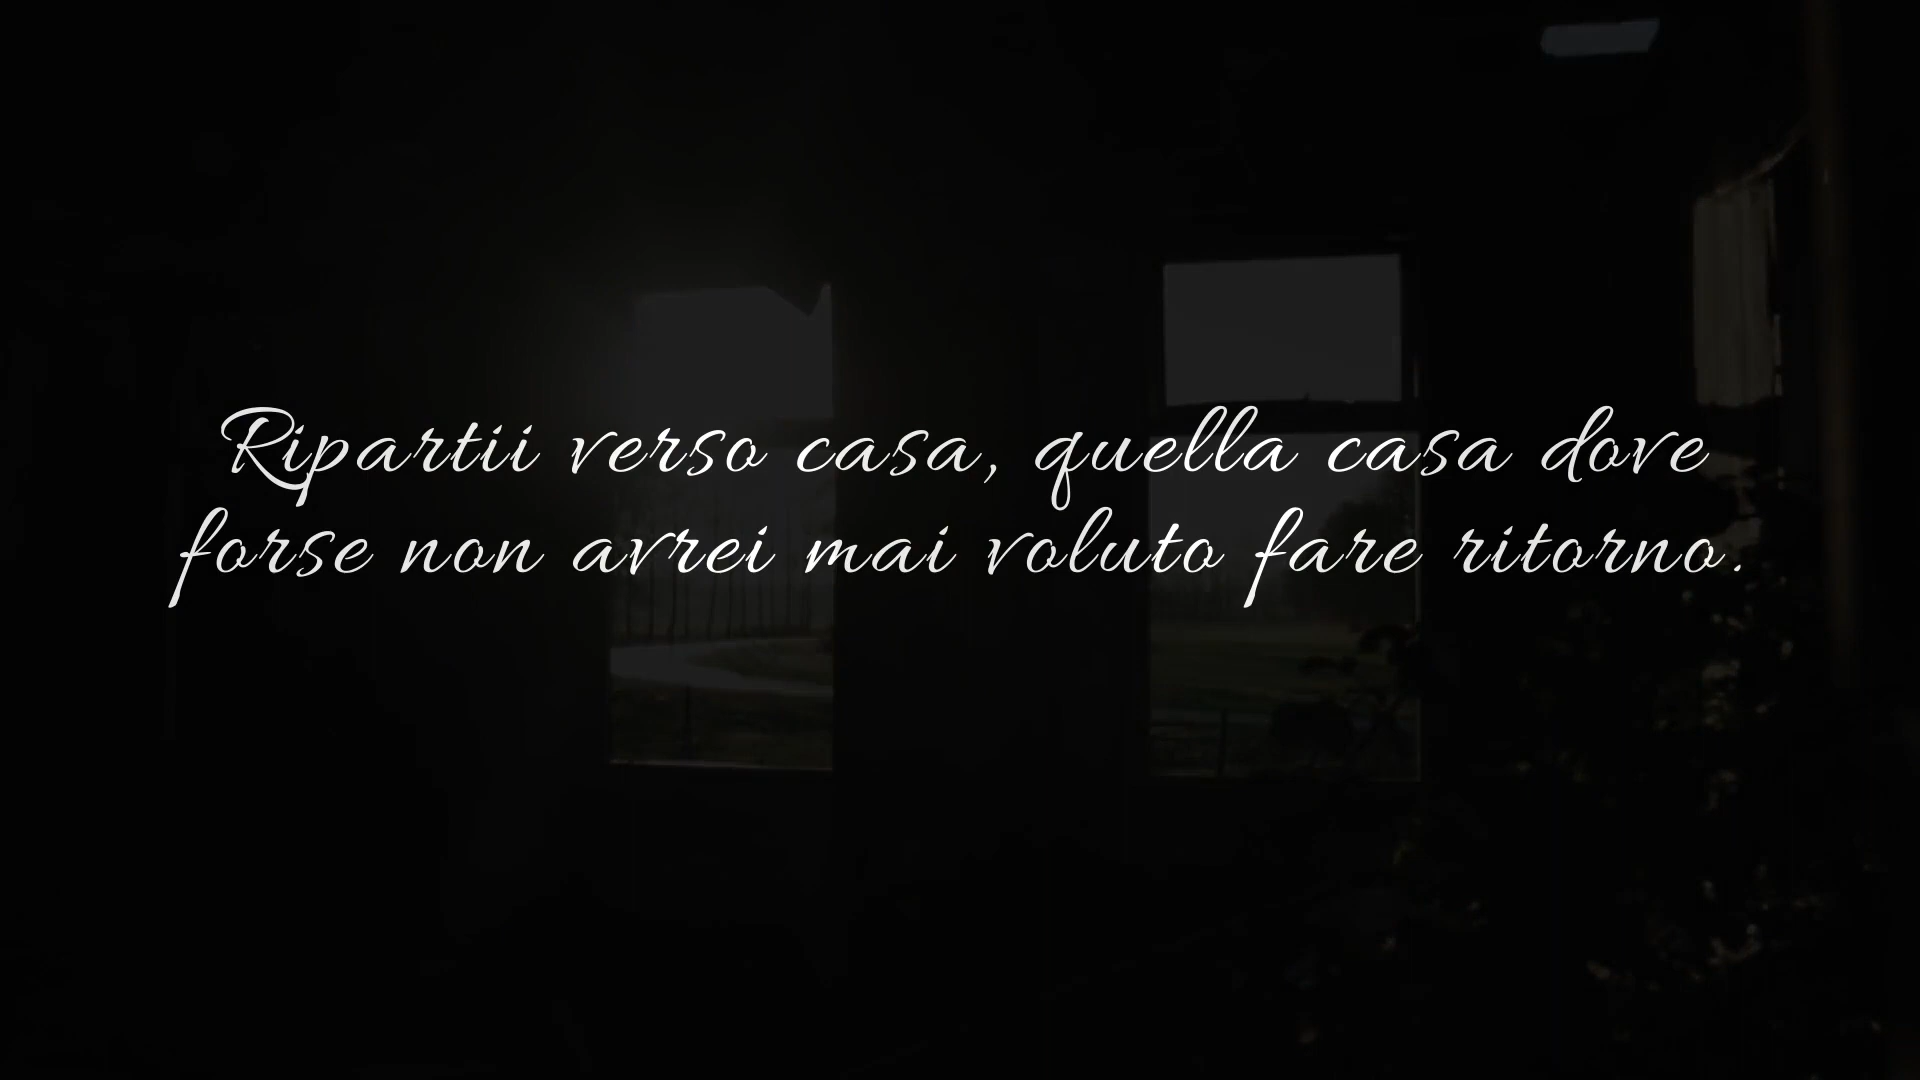 Ripartii verso casa, quella casa dove
forse non avrei mai voluto fare ritorno.